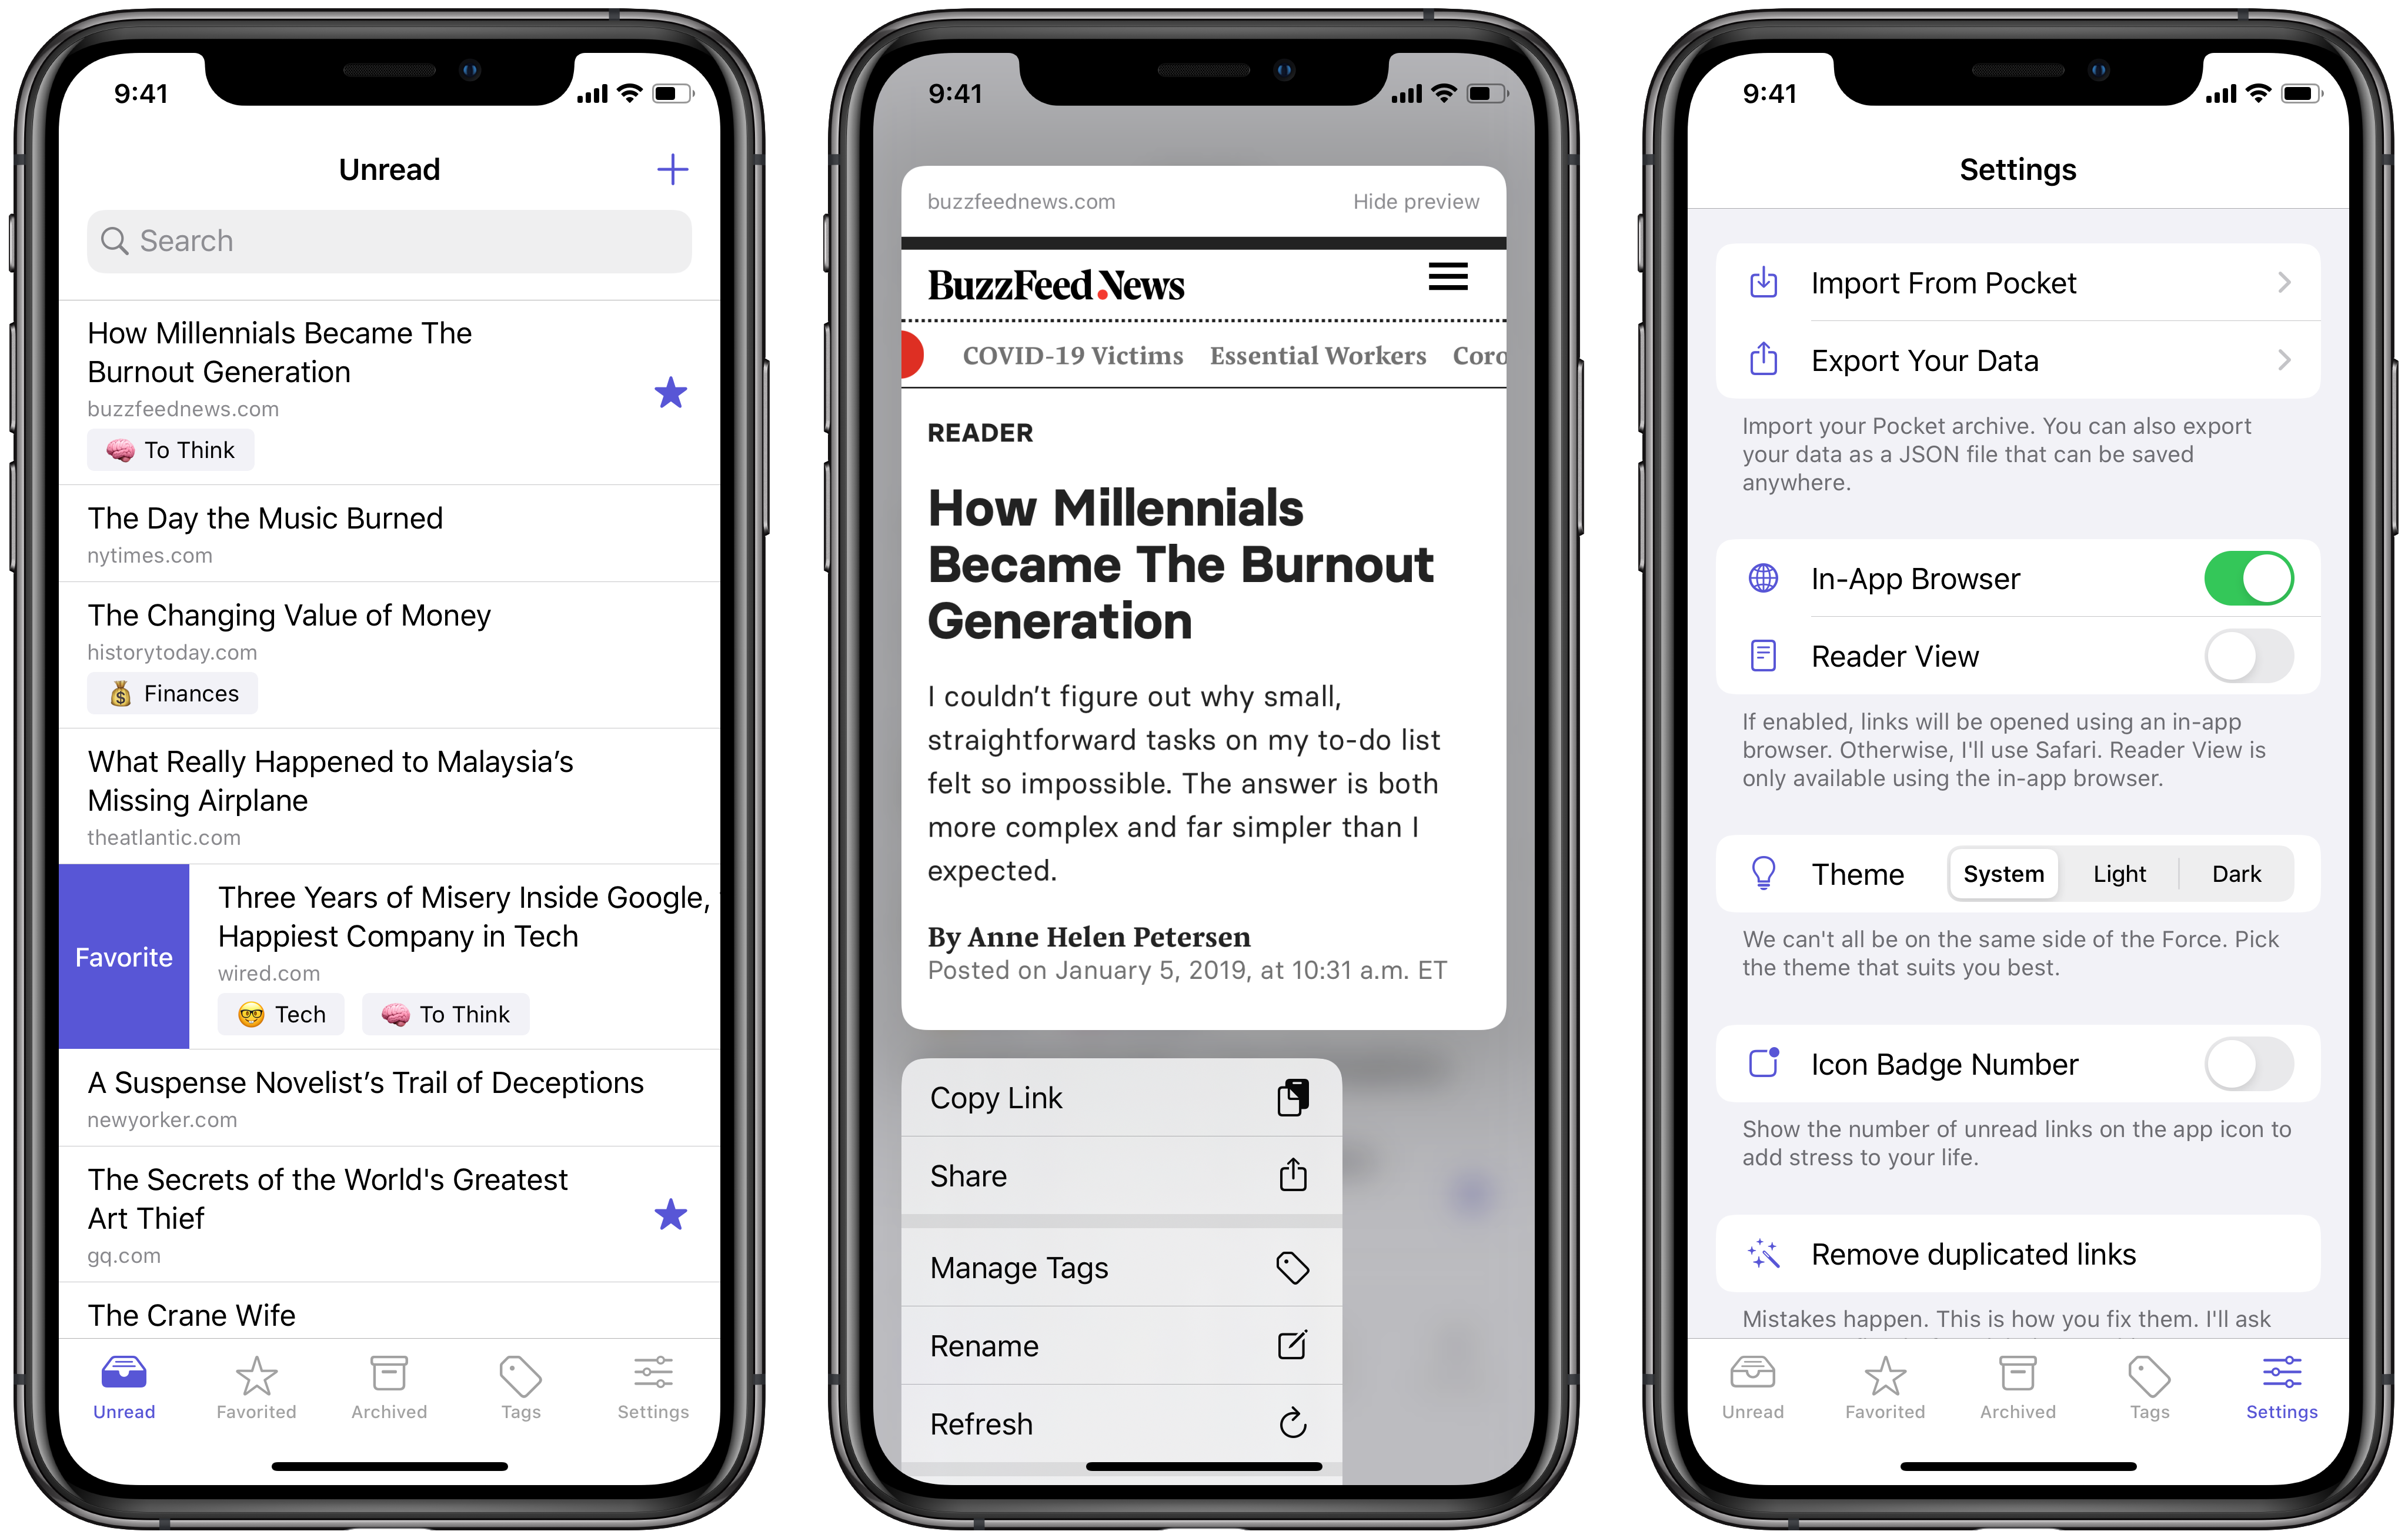 9:41
Unread
Search
How Millennials Became The
Burnout Generation
buzzfeednews.com
🧠 To Think
The Day the Music Burned
nytimes.com
The Changing Value of Money
historytoday.com
💰 Finances
What Really Happened to Malaysia’s
Missing Airplane
theatlantic.com
Favorite
Three Years of Misery Inside Google,
Happiest Company in Tech
wired.com
🤓 Tech 🧠 To Think
A Suspense Novelist’s Trail of Deceptions
newyorker.com
The Secrets of the World's Greatest
Art Thief
gq.com
The Crane Wife
Unread Favorited Archived Tags Settings
9:41
buzzfeednews.com Hide preview
BuzzFeed News
COVID-19 Victims Essential Workers Coro
READER
How Millennials
Became The Burnout
Generation
I couldn’t figure out why small,
straightforward tasks on my to-do list
felt so impossible. The answer is both
more complex and far simpler than I
expected.
By Anne Helen Petersen
Posted on January 5, 2019, at 10:31 a.m. ET
Copy Link
Share
Manage Tags
Rename
Refresh
9:41
Settings
Import From Pocket
Export Your Data
Import your Pocket archive. You can also export
your data as a JSON file that can be saved
anywhere.
In-App Browser
Reader View
If enabled, links will be opened using an in-app
browser. Otherwise, I'll use Safari. Reader View is
only available using the in-app browser.
Theme System Light Dark
We can't all be on the same side of the Force. Pick
the theme that suits you best.
Icon Badge Number
Show the number of unread links on the app icon to
add stress to your life.
Remove duplicated links
Mistakes happen. This is how you fix them. I'll ask
Unread Favorited Archived Tags Settings